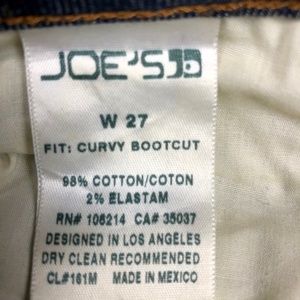 JOE'S
W 27
FIT: CURVY BOOTCUT
98% COTTON/COTON
2% ELASTAM
RN# 106214 CA# 35037
DESIGNED IN LOS ANGELES
DRY CLEAN RECOMMENDED
CL#161M MADE IN MEXICO